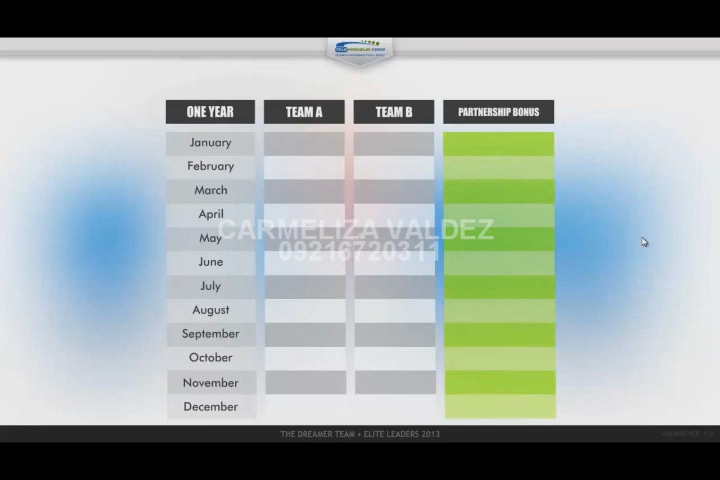 ONE YEAR TEAM A TEAM B PARTNERSHIP BONUS
January
February
March
April
CARMELIZA VALDEZ
May
09216720311
June
July
August
September
October
November
December
THE DREAMER TEAM • ELITE LEADERS 2013